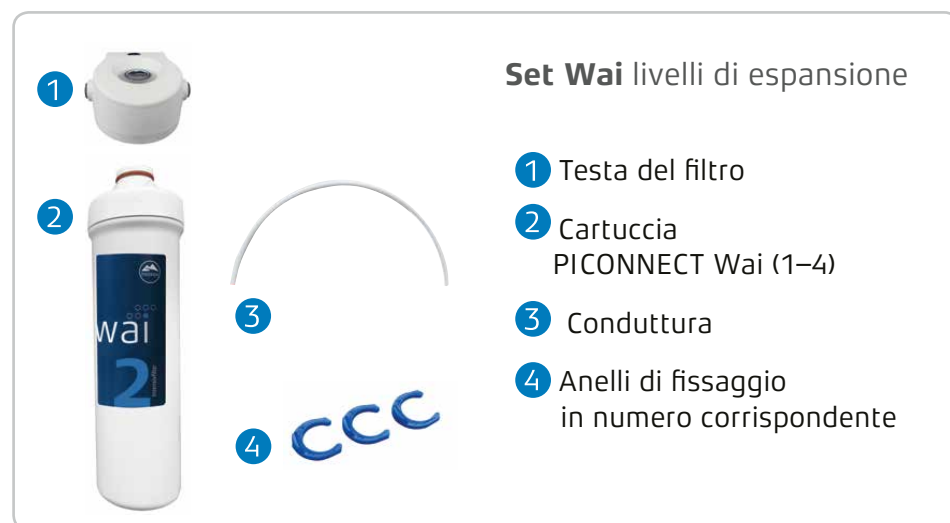 Set Wai livelli di espansione
1
2
wai
2
3
4
1 Testa del filtro
2 Cartuccia
PICONNECT Wai (1–4)
3 Conduttura
4 Anelli di fissaggio
in numero corrispondente